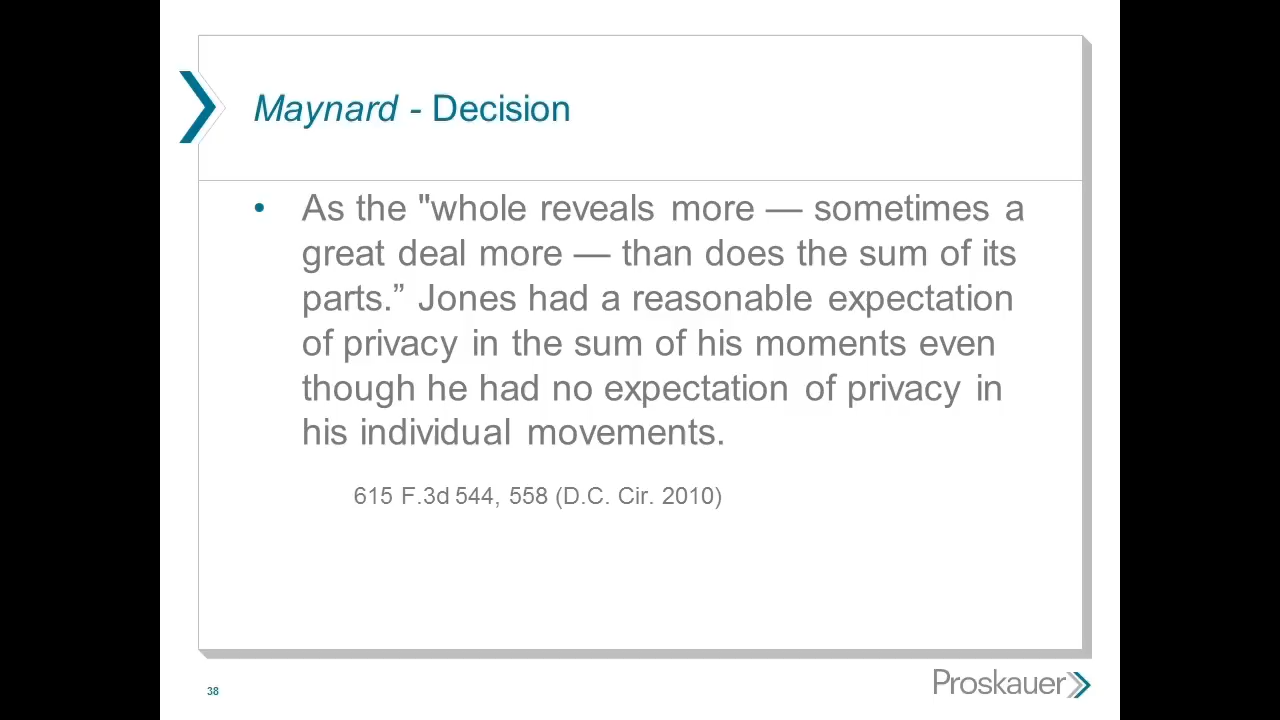 Maynard - Decision
• As the "whole reveals more — sometimes a
great deal more — than does the sum of its
parts.” Jones had a reasonable expectation
of privacy in the sum of his moments even
though he had no expectation of privacy in
his individual movements.
615 F.3d 544, 558 (D.C. Cir. 2010)
38
Proskauer